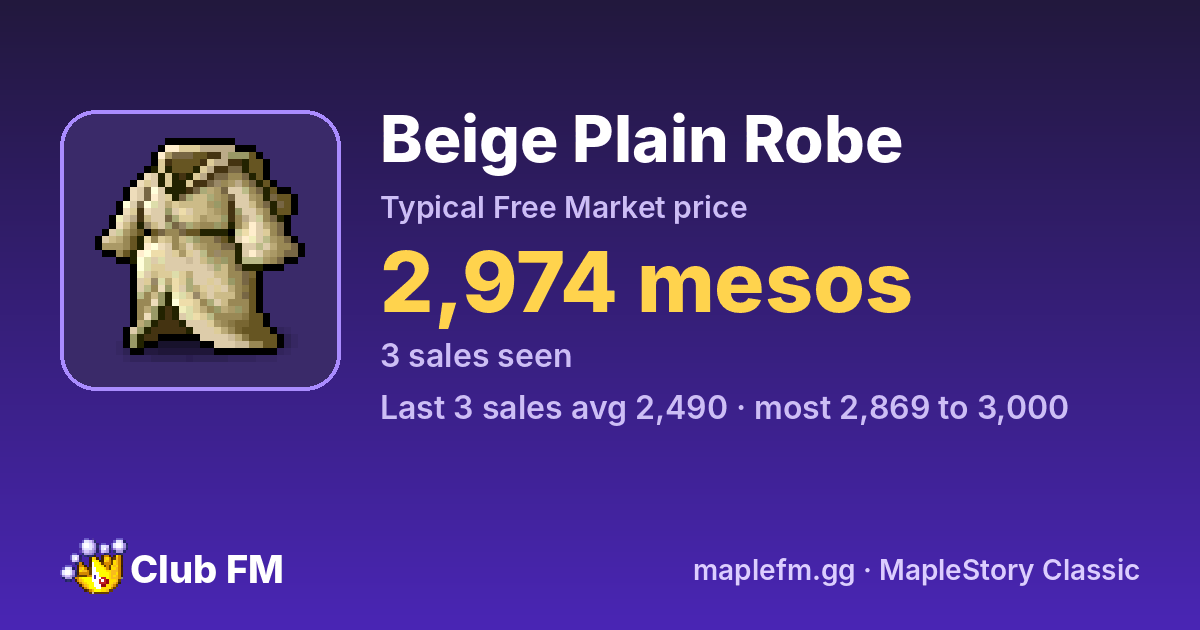 Beige Plain Robe
Typical Free Market price
2,974 mesos
3 sales seen
Last 3 sales avg 2,490 · most 2,869 to 3,000
Club FM
maplefm.gg · MapleStory Classic